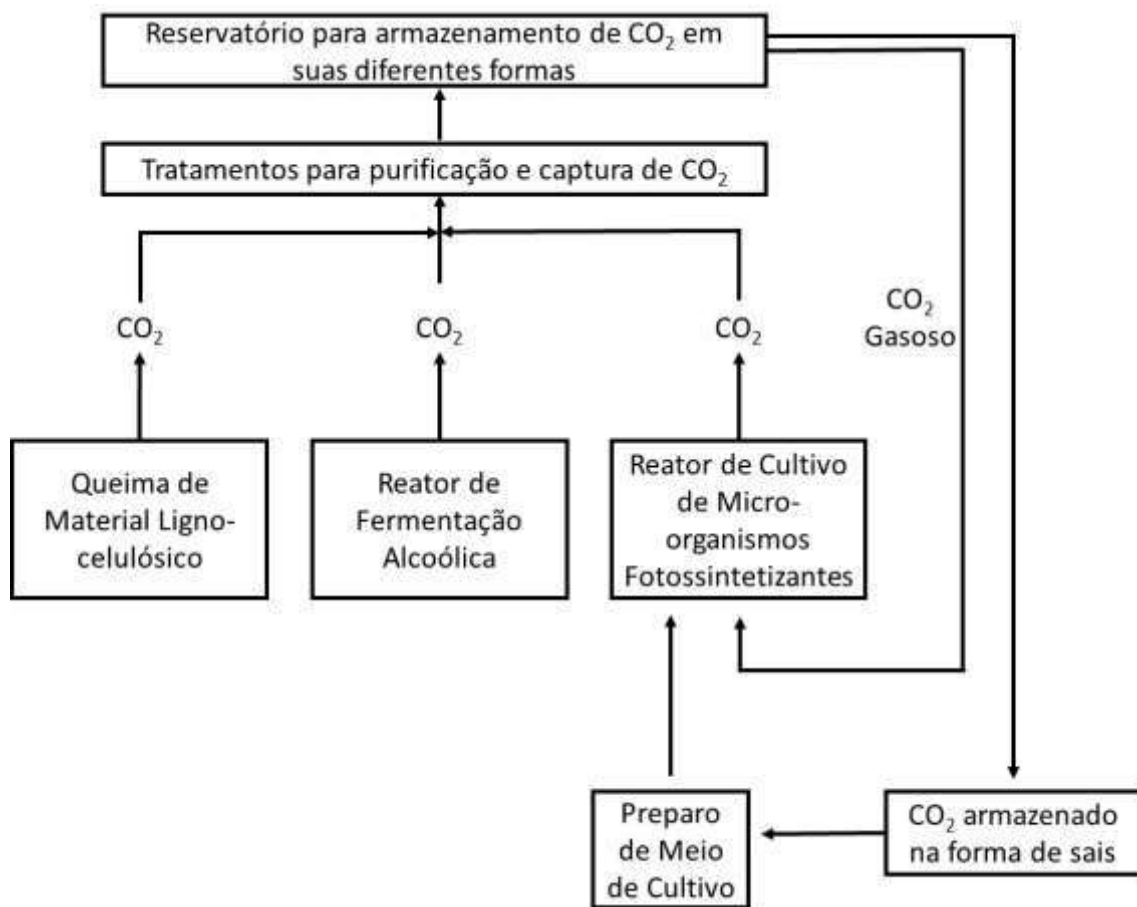 Reservatório para armazenamento de CO₂ em
suas diferentes formas
Tratamentos para purificação e captura de CO₂
CO₂
CO₂
CO₂
CO₂
Gasoso
Queima de
Material Ligno-
celulósico
Reator de
Fermentação
Alcoólica
Reator de Cultivo
de Micro-
organismos
Fotossintetizantes
Preparo
de Meio
de Cultivo
CO₂ armazenado
na forma de sais